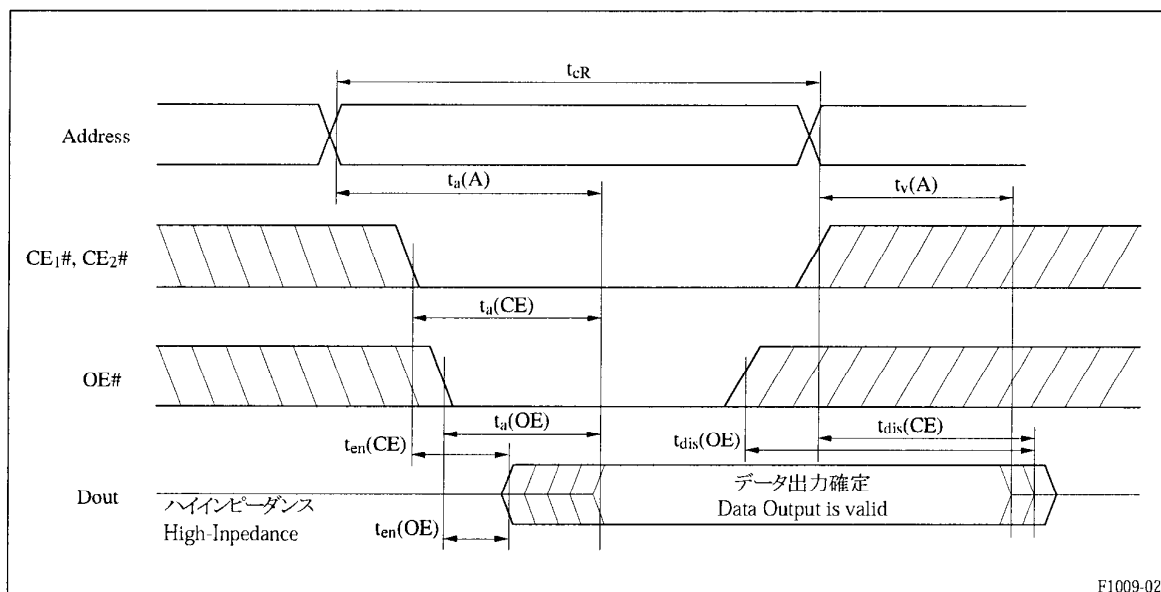 tcR
Address
ta(A)
tv(A)
CE1#, CE2#
ta(CE)
OE#
ta(OE)
ten(CE)
tdis(OE)
tdis(CE)
Dout
ハイインピーダンス
High-Inpedance
データ出力確定
Data Output is valid
ten(OE)
F1009-02